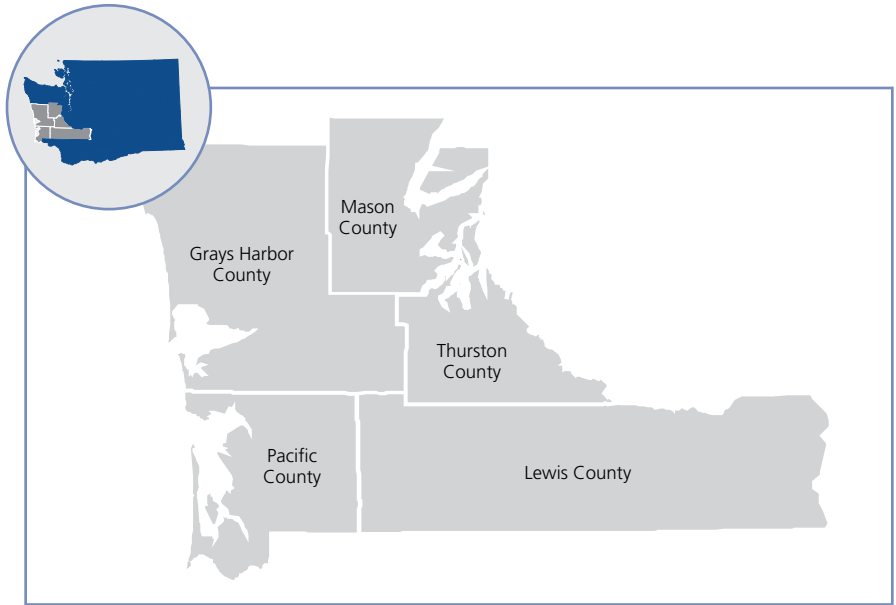 Mason
County
Grays Harbor
County
Thurston
County
Pacific
County
Lewis County